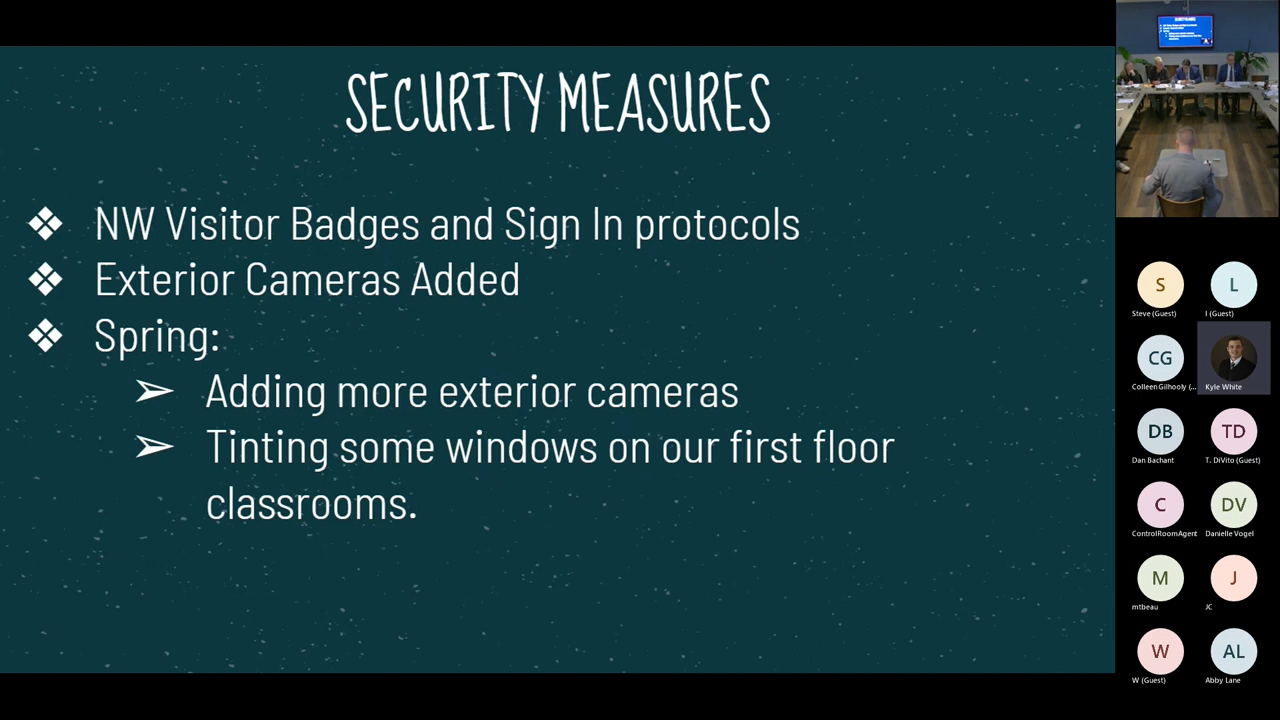 SECURITY MEASURES
NW Visitor Badges and Sign In protocols
Exterior Cameras Added
Spring:
Adding more exterior cameras
Tinting some windows on our first floor
classrooms.
SECURITY MEASURES
S
Steve (Guest)
L
l (Guest)
CG
Colleen Gilhooly (...
Kyle White
DB
Dan Bachant
TD
T. DiVito (Guest)
C
ControlRoomAgent
DV
Danielle Vogel
M
mtbeau
J
JC
W
W (Guest)
AL
Abby Lane